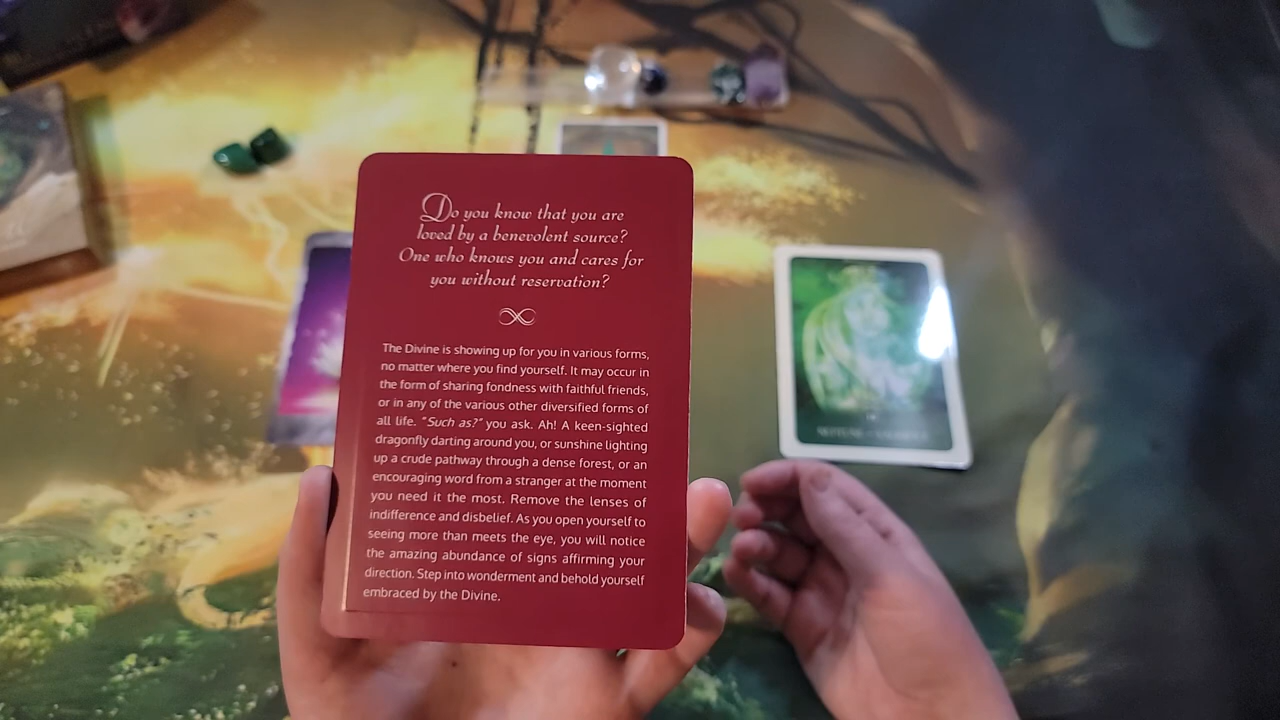 Do you know that you are
loved by a benevolent source?
One who knows you and cares for
you without reservation?
The Divine is showing up for you in various forms,
no matter where you find yourself. It may occur in
the form of sharing fondness with faithful friends,
or in any of the various other diversified forms of
all life. "Such as?" you ask. Ah! A keen-sighted
dragonfly darting around you, or sunshine lighting
up a crude pathway through a dense forest, or an
encouraging word from a stranger at the moment
you need it the most. Remove the lenses of
indifference and disbelief. As you open yourself to
seeing more than meets the eye, you will notice
the amazing abundance of signs affirming your
direction. Step into wonderment and behold yourself
embraced by the Divine.